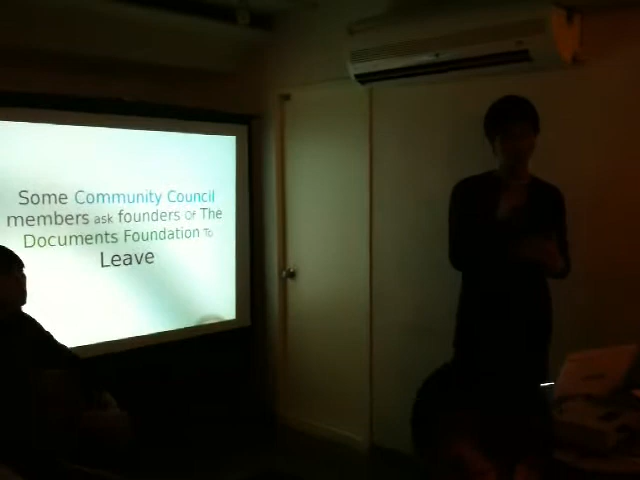 Some Community Council
members ask founders Of The
Documents Foundation To
Leave